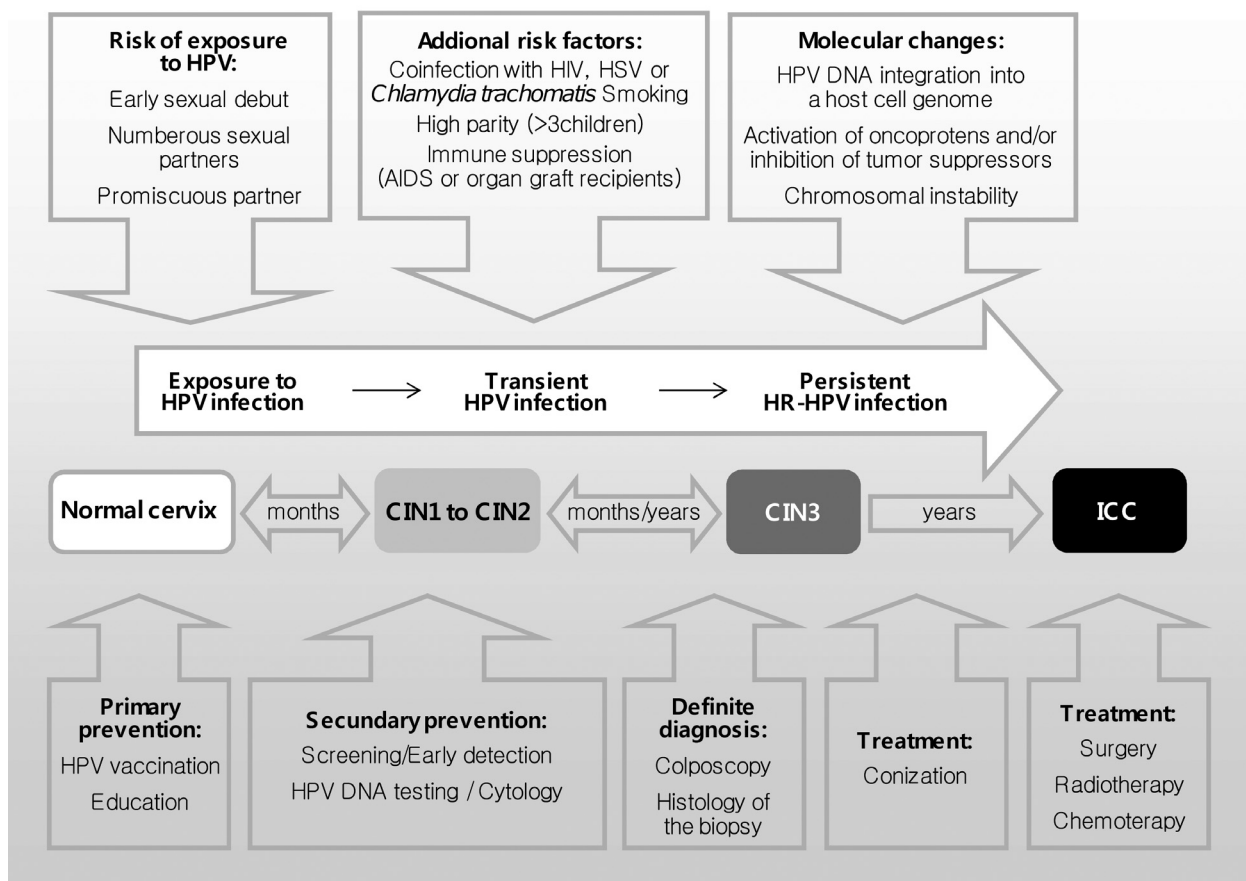 Risk of exposure
to HPV:
Early sexual debut
Numberous sexual
partners
Promiscuous partner
Addional risk factors:
Coinfection with HIV, HSV or
Chlamydia trachomatis Smoking
High parity (>3children)
Immune suppression
(AIDS or organ graft recipients)
Molecular changes:
HPV DNA integration into
a host cell genome
Activation of oncoprotens and/or
inhibition of tumor suppressors
Chromosomal instability
Exposure to
HPV infection
Transient
HPV infection
Persistent
HR-HPV infection
Normal cervix
months
CIN1 to CIN2
months/years
CIN3
years
ICC
Primary
prevention:
HPV vaccination
Education
Secundary prevention:
Screening/Early detection
HPV DNA testing / Cytology
Definite
diagnosis:
Colposcopy
Histology of
the biopsy
Treatment:
Conization
Treatment:
Surgery
Radiotherapy
Chemoterapy